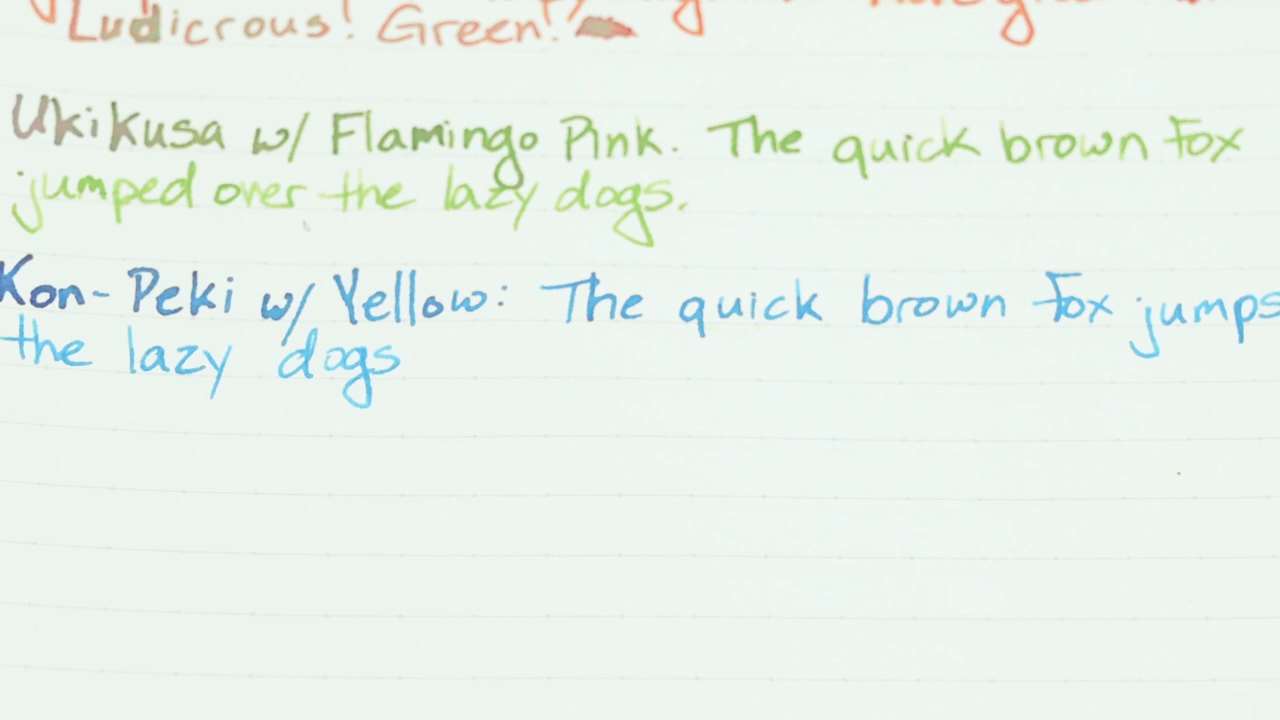 Ludicrous! Green!
Ukikusa w/ Flamingo Pink. The quick brown fox
jumped over the lazy dogs.
Kon-Peki w/ Yellow: The quick brown fox jumps
the lazy dogs